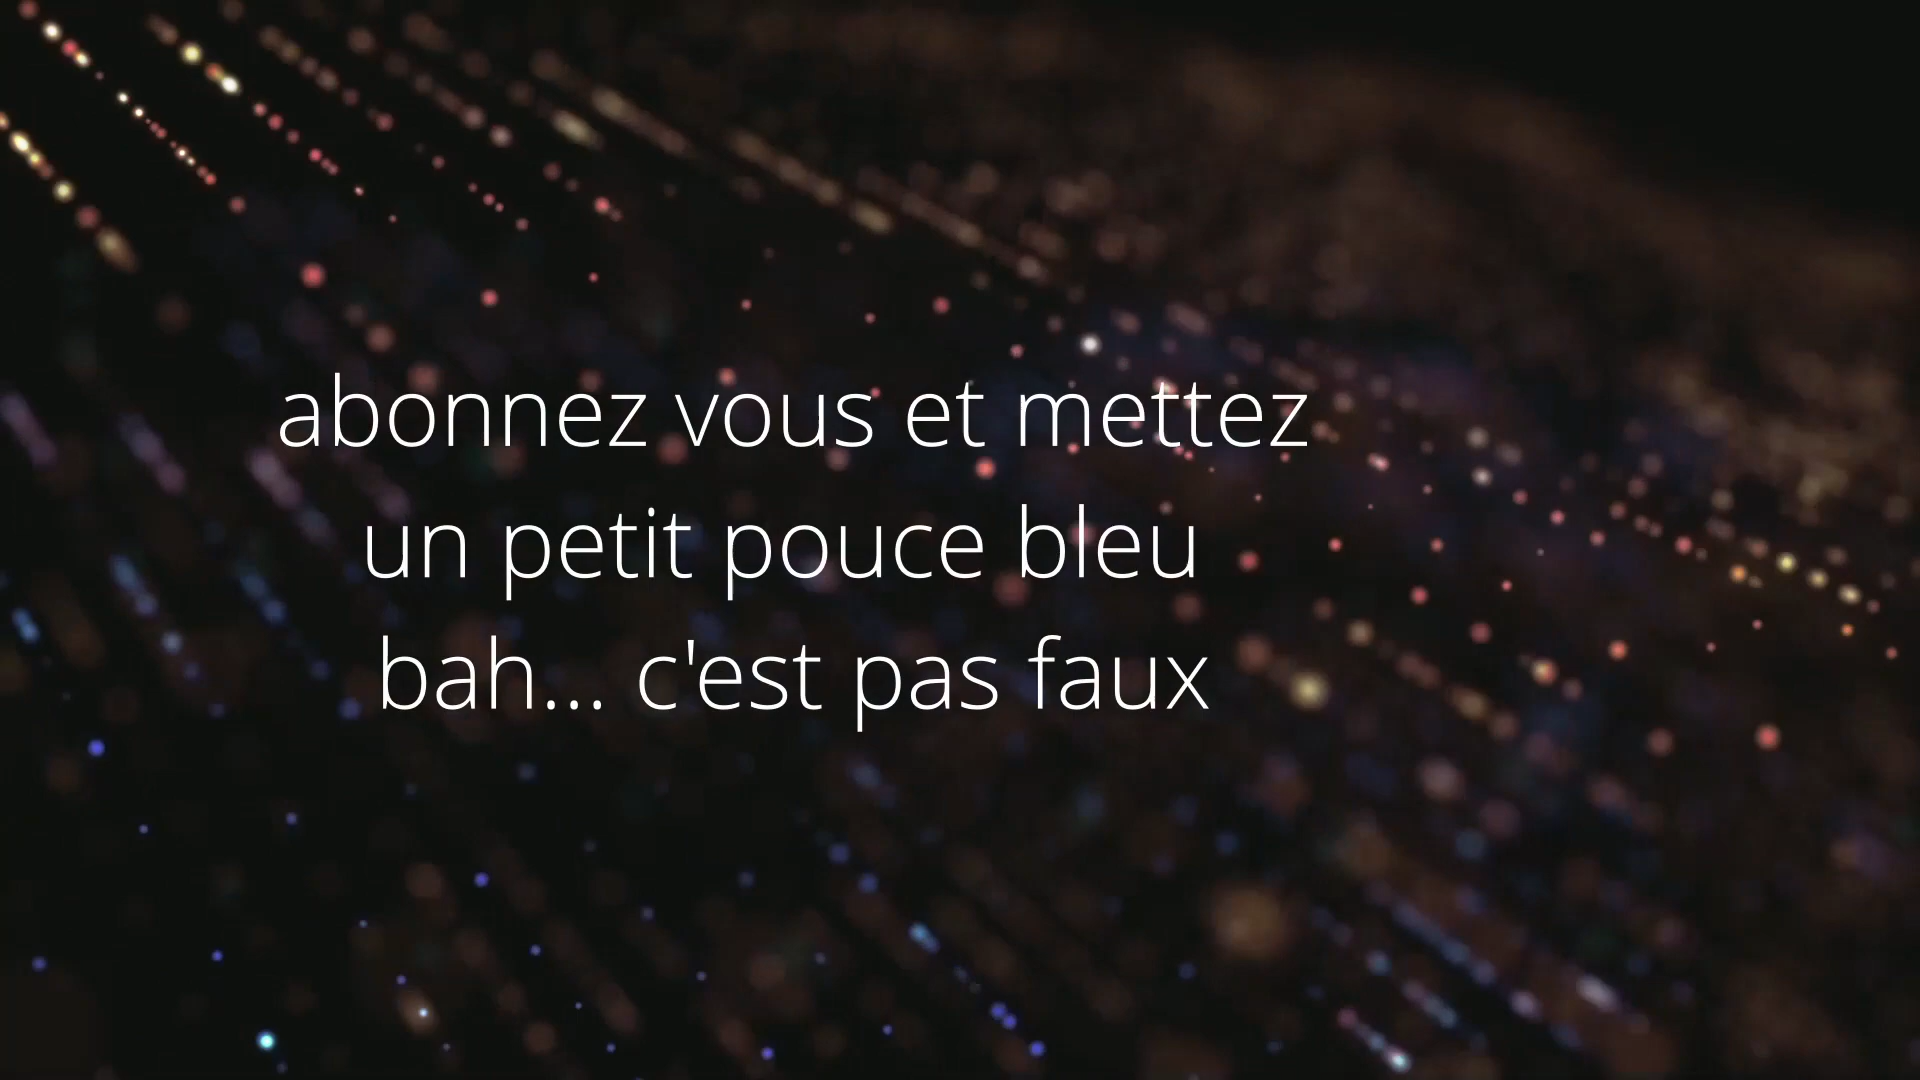 abonnez vous et mettez
un petit pouce bleu
bah... c'est pas faux